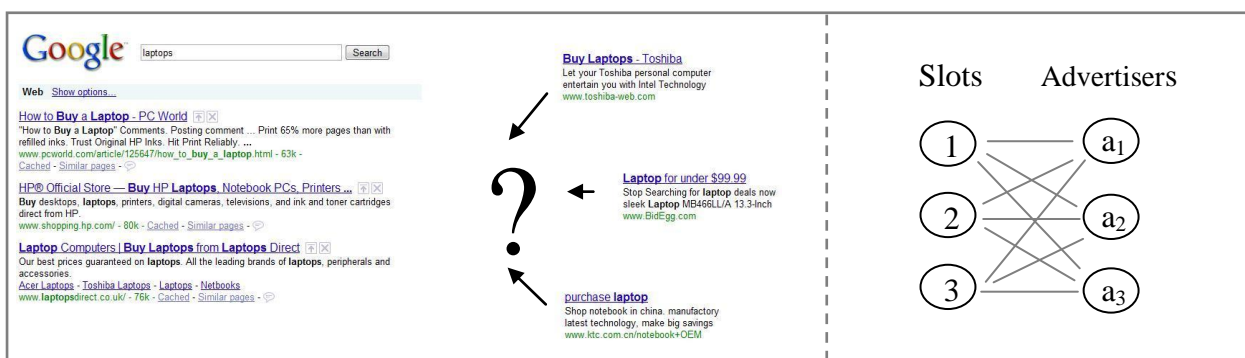 Google
laptops
Search
Web Show options...
How to Buy a Laptop - PC World
"How to Buy a Laptop" Comments. Posting comment ... Print 65% more pages than with
refilled inks. Trust Original HP Inks. Hit Print Reliably. ...
www.pcworld.com/article/125647/how_to_buy_a_laptop.html - 63k -
Cached - Similar pages -
HP® Official Store — Buy HP Laptops, Notebook PCs, Printers ...
Buy desktops, laptops, printers, digital cameras, televisions, and ink and toner cartridges
direct from HP.
www.shopping.hp.com/ - 80k - Cached - Similar pages -
Laptop Computers | Buy Laptops from Laptops Direct
Our best prices guaranteed on laptops. All the leading brands of laptops, peripherals and
accessories.
Acer Laptops - Toshiba Laptops - Laptops - Netbooks
www.laptopsdirect.co.uk/ - 76k - Cached - Similar pages -
?
Buy Laptops - Toshiba
Let your Toshiba personal computer
entertain you with Intel Technology
www.toshiba-web.com
Laptop for under $99.99
Stop Searching for laptop deals now
sleek Laptop MB466LL/A 13.3-Inch
www.BidEgg.com
purchase laptop
Shop notebook in china. manufactory
latest technology, make big savings
www.ktc.com.cn/notebook+OEM
Slots Advertisers
1 a1
2 a2
3 a3